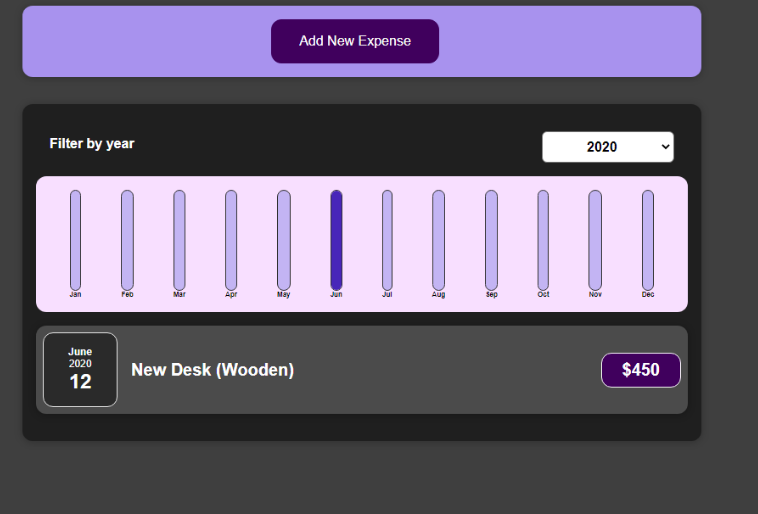 Add New Expense
Filter by year
2020
Jan Feb Mar Apr May Jun Jul Aug Sep Oct Nov Dec
June
2020
12
New Desk (Wooden)
$450